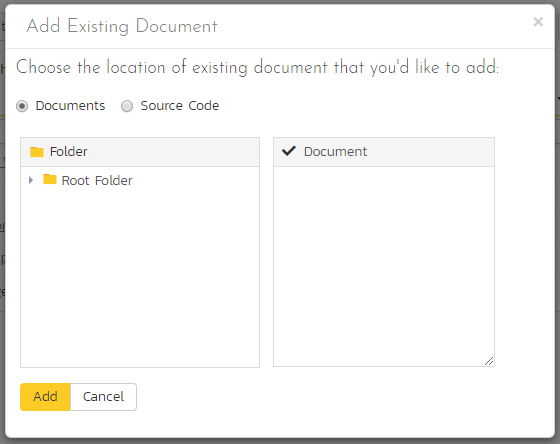 Add Existing Document
×
Choose the location of existing document that you'd like to add:
Documents Source Code
Folder Document
Root Folder
Add Cancel